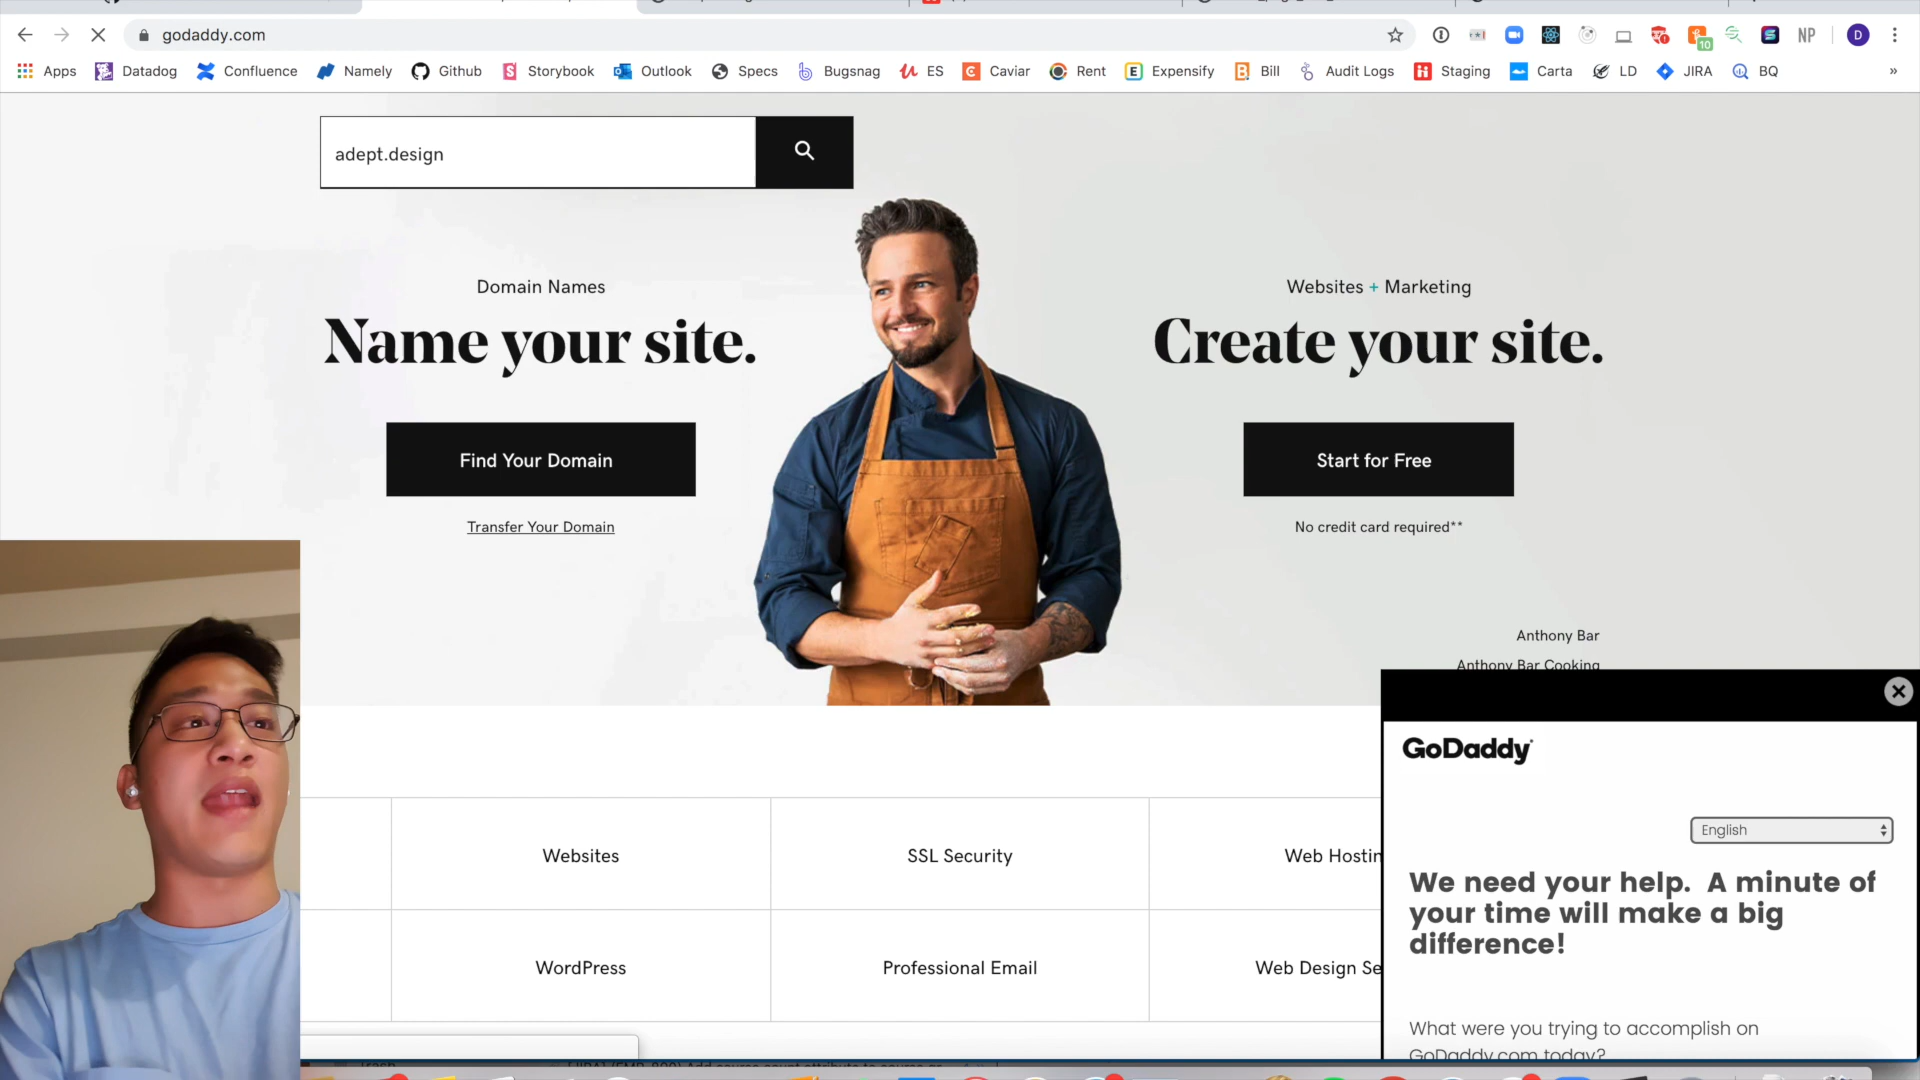 godaddy.com
10
NP
D
Apps
Datadog
Confluence
Namely
Github
Storybook
Outlook
Specs
Bugsnag
ES
Caviar
Rent
Expensify
Bill
Audit Logs
Staging
Carta
LD
JIRA
BQ
»
adept.design
Domain Names
Name your site.
Find Your Domain
Transfer Your Domain
Websites + Marketing
Create your site.
Start for Free
No credit card required**
Anthony Bar
Anthony Bar Cooking
Websites
SSL Security
Web Hostin
WordPress
Professional Email
Web Design Se
GoDaddy
English
We need your help. A minute of
your time will make a big
difference!
What were you trying to accomplish on
GoDaddy.com today?